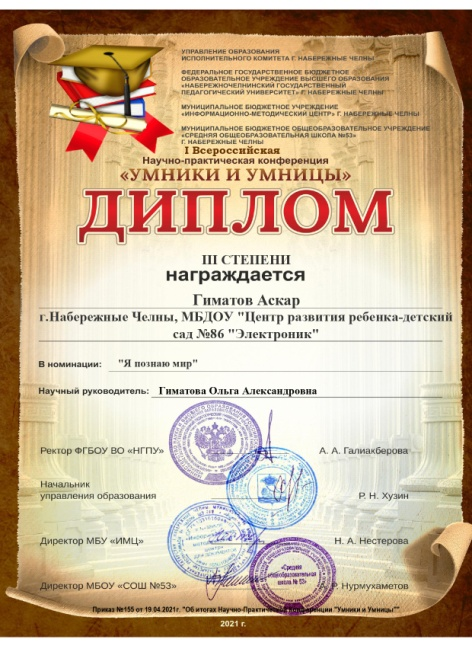 УПРАВЛЕНИЕ ОБРАЗОВАНИЯ
ИСПОЛНИТЕЛЬНОГО КОМИТЕТА Г. НАБЕРЕЖНЫЕ ЧЕЛНЫ
ФЕДЕРАЛЬНОЕ ГОСУДАРСТВЕННОЕ БЮДЖЕТНОЕ
ОБРАЗОВАТЕЛЬНОЕ УЧРЕЖДЕНИЕ ВЫСШЕГО ОБРАЗОВАНИЯ
«НАБЕРЕЖНОЧЕЛНИНСКИЙ ГОСУДАРСТВЕННЫЙ
ПЕДАГОГИЧЕСКИЙ УНИВЕРСИТЕТ» Г. НАБЕРЕЖНЫЕ ЧЕЛНЫ
МУНИЦИПАЛЬНОЕ БЮДЖЕТНОЕ УЧРЕЖДЕНИЕ
«ИНФОРМАЦИОННО-МЕТОДИЧЕСКИЙ ЦЕНТР» Г. НАБЕРЕЖНЫЕ ЧЕЛНЫ
МУНИЦИПАЛЬНОЕ БЮДЖЕТНОЕ ОБЩЕОБРАЗОВАТЕЛЬНОЕ УЧРЕЖДЕНИЕ
«СРЕДНЯЯ ОБЩЕОБРАЗОВАТЕЛЬНАЯ ШКОЛА №53»
Г. НАБЕРЕЖНЫЕ ЧЕЛНЫ
I Всероссийская
Научно-практическая конференция
«УМНИКИ И УМНИЦЫ»
ДИПЛОМ
III СТЕПЕНИ
награждается
Гиматов Аскар
г.Набережные Челны, МБДОУ "Центр развития ребенка-детский
сад №86 "Электроник"
В номинации: "Я познаю мир"
Научный руководитель: Гиматова Ольга Александровна
Ректор ФГБОУ ВО «НГПУ» А. А. Галиакберова
Начальник
управления образования Р. Н. Хузин
Директор МБУ «ИМЦ» Н. А. Нестерова
Директор МБОУ «СОШ №53» Р. Нурмухаметов
«Средняя
общеобразовательная
школа № 53»
Приказ №155 от 19.04.2021г. "Об итогах Научно-Практической конференции "Умники и Умницы""
2021 г.